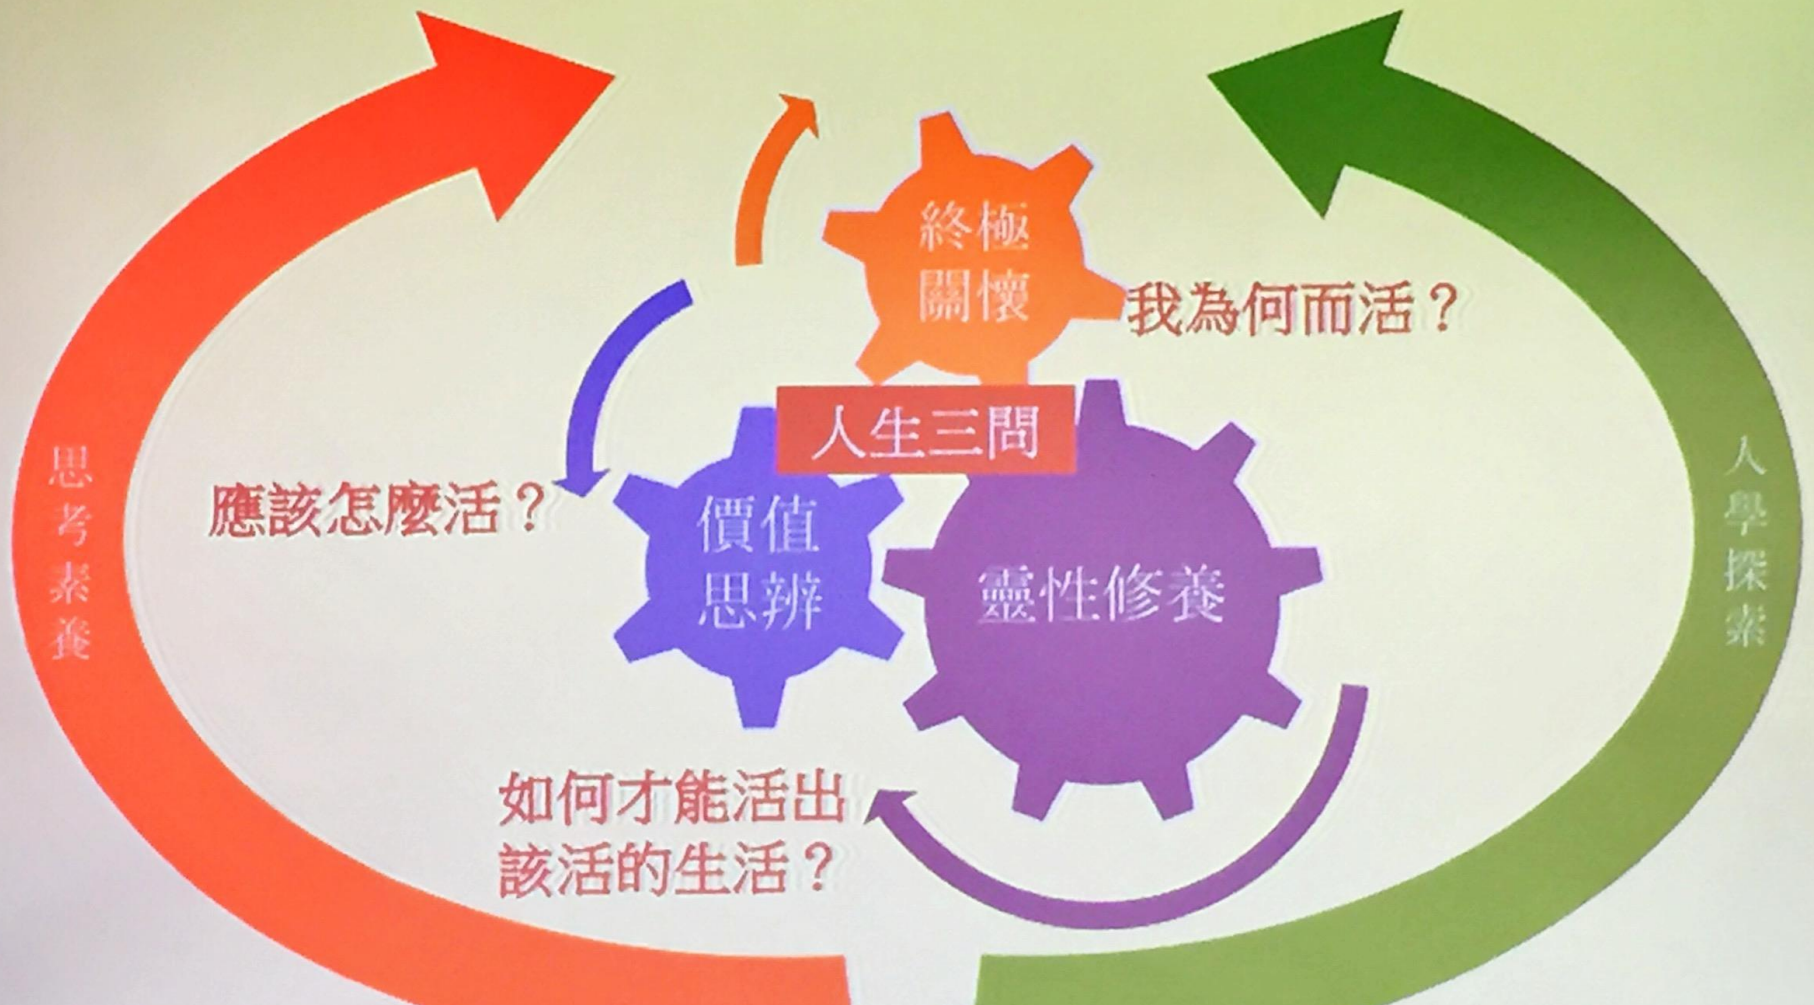 終極
關懷
我為何而活？
人生三問
應該怎麼活？
價值
思辨
靈性修養
如何才能活出
該活的生活？
思考素養
人學探索